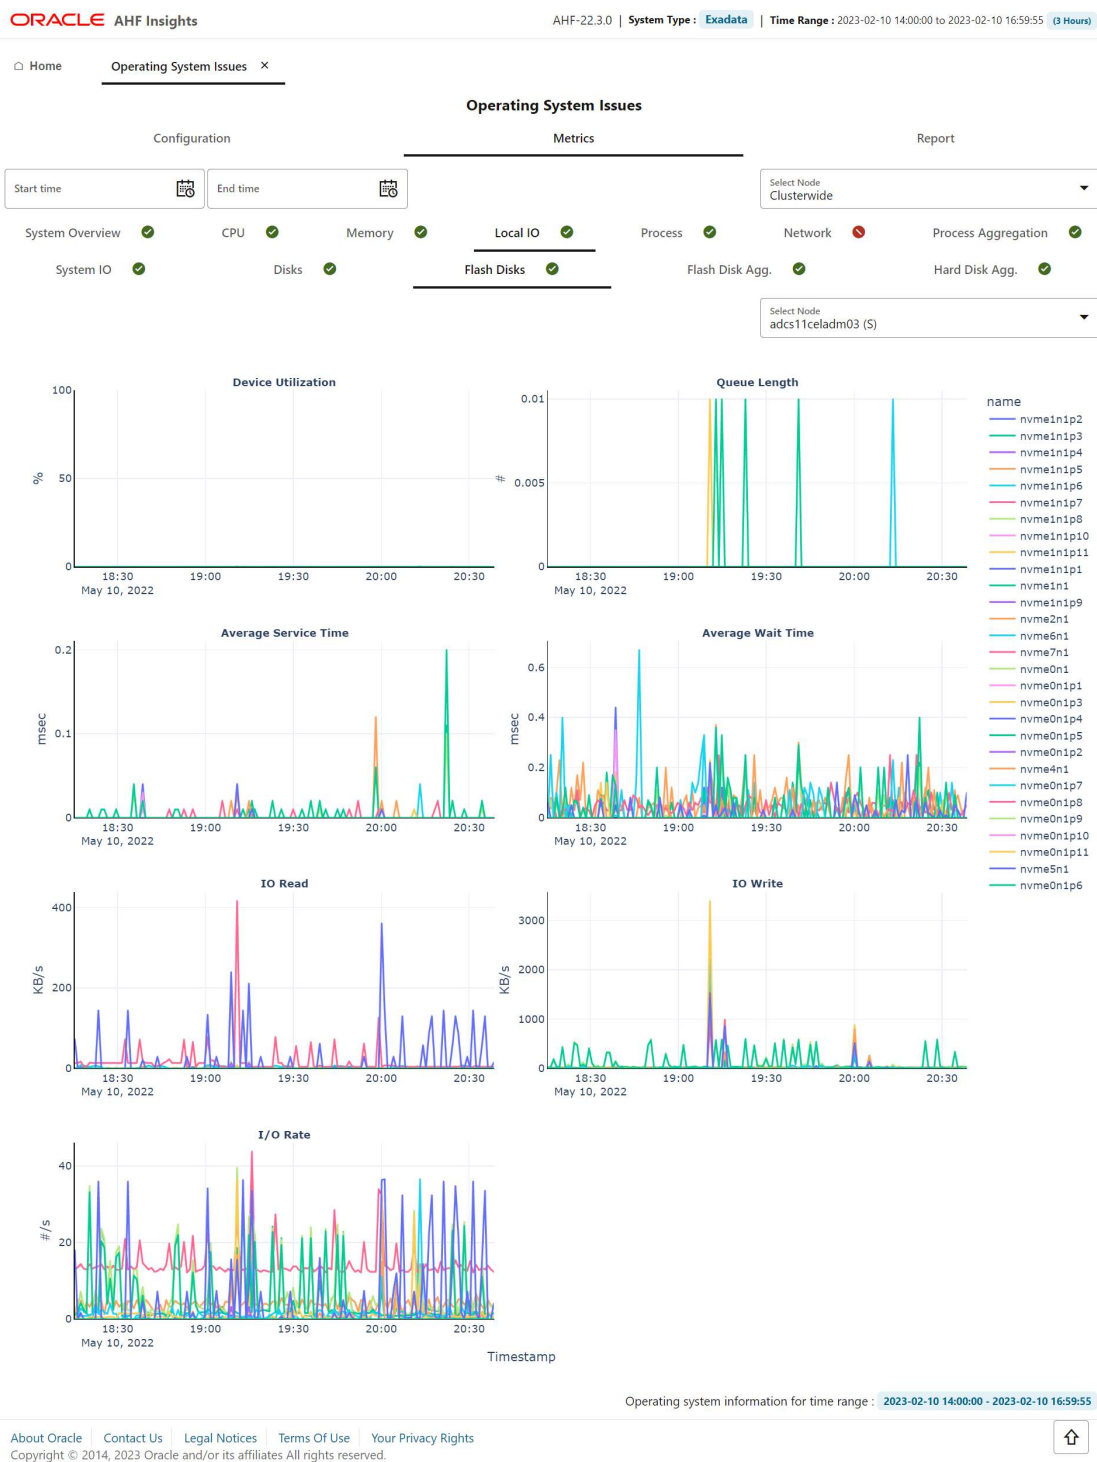 ORACLE AHF Insights
AHF-22.3.0 | System Type : Exadata | Time Range : 2023-02-10 14:00:00 to 2023-02-10 16:59:55 (3 Hours)
Home
Operating System Issues ×
Operating System Issues
Configuration Metrics Report
Start time End time
Select Node
Clusterwide
System Overview CPU Memory Local IO Process Network Process Aggregation
System IO Disks Flash Disks Flash Disk Agg. Hard Disk Agg.
Select Node
adcs11celadm03 (S)
Device Utilization
100
50
0
%
18:30 19:00 19:30 20:00 20:30
May 10, 2022
Queue Length
0.01
0.005
0
#
18:30 19:00 19:30 20:00 20:30
May 10, 2022
name
nvme1n1p2
nvme1n1p3
nvme1n1p4
nvme1n1p5
nvme1n1p6
nvme1n1p7
nvme1n1p8
nvme1n1p10
nvme1n1p11
nvme1n1p1
nvme1n1
nvme1n1p9
nvme2n1
nvme6n1
nvme7n1
nvme0n1
nvme0n1p1
nvme0n1p3
nvme0n1p4
nvme0n1p5
nvme0n1p2
nvme4n1
nvme0n1p7
nvme0n1p8
nvme0n1p9
nvme0n1p10
nvme0n1p11
nvme5n1
nvme0n1p6
Average Service Time
0.2
0.1
0
msec
18:30 19:00 19:30 20:00 20:30
May 10, 2022
Average Wait Time
0.6
0.4
0.2
0
msec
18:30 19:00 19:30 20:00 20:30
May 10, 2022
IO Read
400
200
0
KB/s
18:30 19:00 19:30 20:00 20:30
May 10, 2022
IO Write
3000
2000
1000
0
KB/s
18:30 19:00 19:30 20:00 20:30
May 10, 2022
I/O Rate
40
20
0
#/s
18:30 19:00 19:30 20:00 20:30
May 10, 2022
Timestamp
Operating system information for time range : 2023-02-10 14:00:00 - 2023-02-10 16:59:55
About Oracle Contact Us Legal Notices Terms Of Use Your Privacy Rights
Copyright © 2014, 2023 Oracle and/or its affiliates All rights reserved.